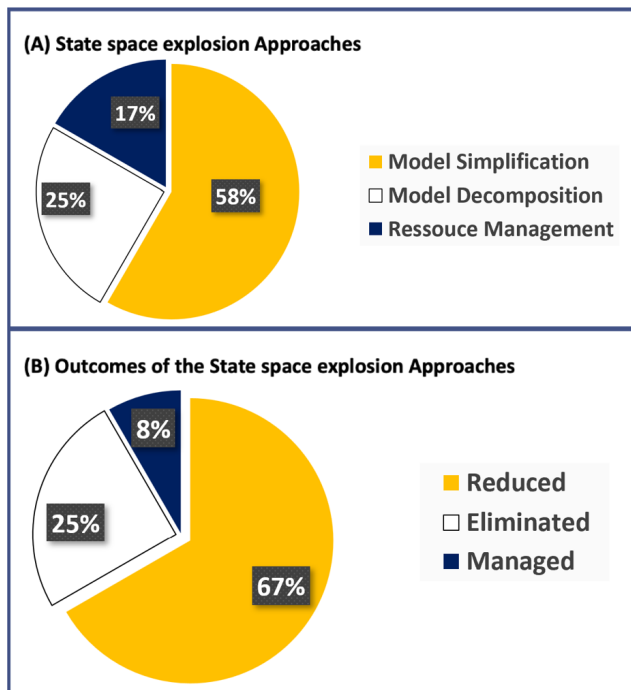 (A) State space explosion Approaches
17%
25%
58%
Model Simplification
Model Decomposition
Ressouce Management
(B) Outcomes of the State space explosion Approaches
8%
25%
67%
Reduced
Eliminated
Managed